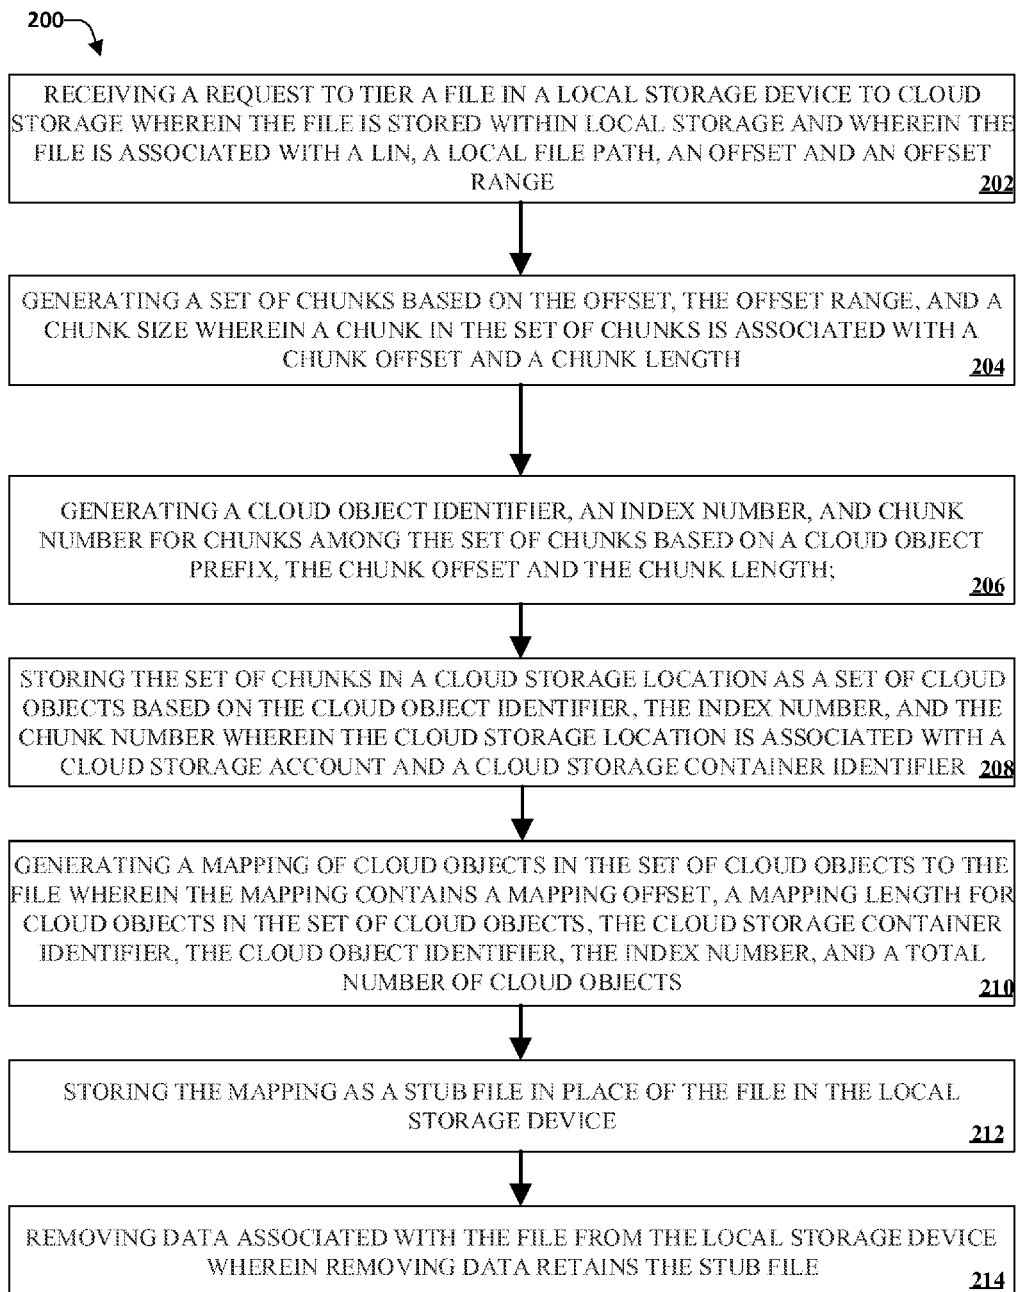 200
RECEIVING A REQUEST TO TIER A FILE IN A LOCAL STORAGE DEVICE TO CLOUD
STORAGE WHEREIN THE FILE IS STORED WITHIN LOCAL STORAGE AND WHEREIN THE
FILE IS ASSOCIATED WITH A LIN, A LOCAL FILE PATH, AN OFFSET AND AN OFFSET
RANGE
202
GENERATING A SET OF CHUNKS BASED ON THE OFFSET, THE OFFSET RANGE, AND A
CHUNK SIZE WHEREIN A CHUNK IN THE SET OF CHUNKS IS ASSOCIATED WITH A
CHUNK OFFSET AND A CHUNK LENGTH
204
GENERATING A CLOUD OBJECT IDENTIFIER, AN INDEX NUMBER, AND CHUNK
NUMBER FOR CHUNKS AMONG THE SET OF CHUNKS BASED ON A CLOUD OBJECT
PREFIX, THE CHUNK OFFSET AND THE CHUNK LENGTH;
206
STORING THE SET OF CHUNKS IN A CLOUD STORAGE LOCATION AS A SET OF CLOUD
OBJECTS BASED ON THE CLOUD OBJECT IDENTIFIER, THE INDEX NUMBER, AND THE
CHUNK NUMBER WHEREIN THE CLOUD STORAGE LOCATION IS ASSOCIATED WITH A
CLOUD STORAGE ACCOUNT AND A CLOUD STORAGE CONTAINER IDENTIFIER
208
GENERATING A MAPPING OF CLOUD OBJECTS IN THE SET OF CLOUD OBJECTS TO THE
FILE WHEREIN THE MAPPING CONTAINS A MAPPING OFFSET, A MAPPING LENGTH FOR
CLOUD OBJECTS IN THE SET OF CLOUD OBJECTS, THE CLOUD STORAGE CONTAINER
IDENTIFIER, THE CLOUD OBJECT IDENTIFIER, THE INDEX NUMBER, AND A TOTAL
NUMBER OF CLOUD OBJECTS
210
STORING THE MAPPING AS A STUB FILE IN PLACE OF THE FILE IN THE LOCAL
STORAGE DEVICE
212
REMOVING DATA ASSOCIATED WITH THE FILE FROM THE LOCAL STORAGE DEVICE
WHEREIN REMOVING DATA RETAINS THE STUB FILE
214